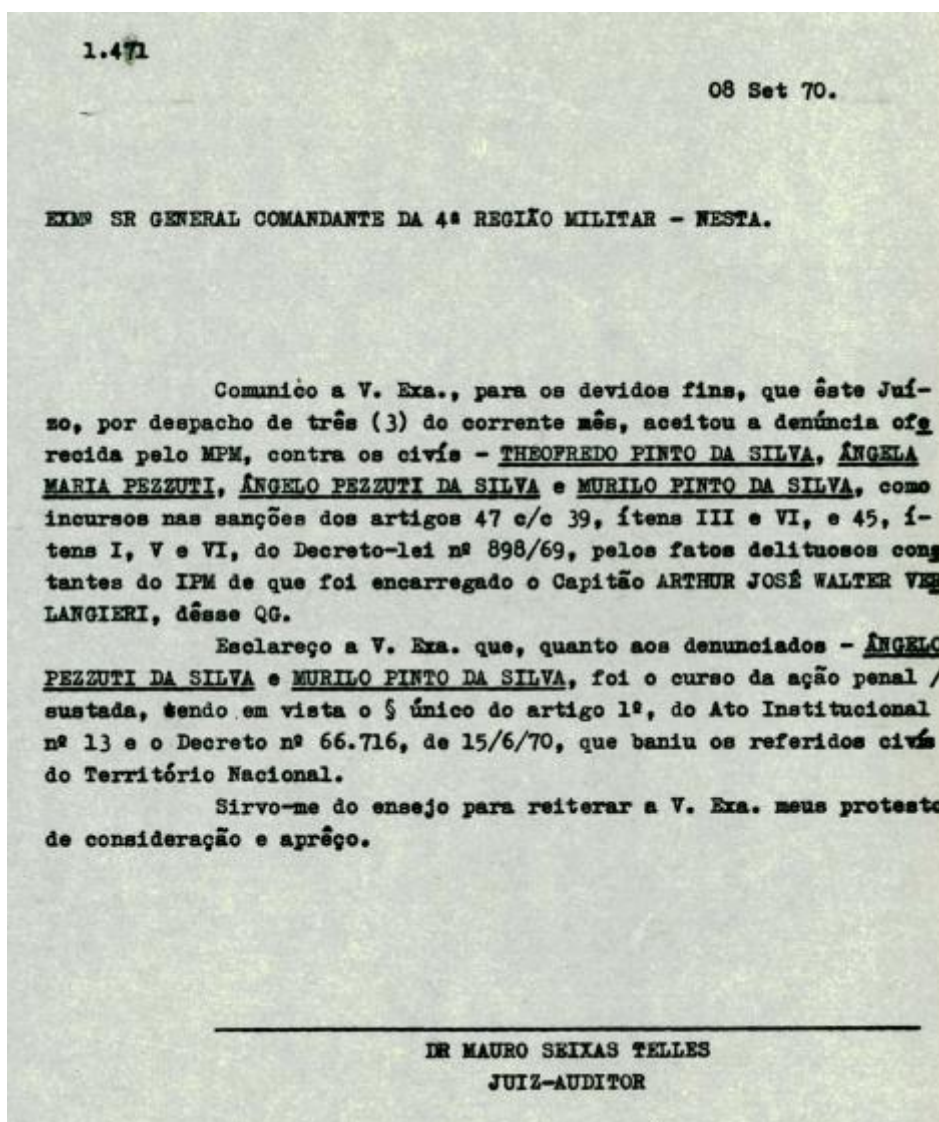 1.471
08 Set 70.
EXMº SR GENERAL COMANDANTE DA 4ª REGIÃO MILITAR - NESTA.
Comunico a V. Exa., para os devidos fins, que êste Juí-
zo, por despacho de três (3) do corrente mês, aceitou a denúncia ofe
recida pelo MPM, contra os civís - THEOFREDO PINTO DA SILVA, ÂNGELA
MARIA PEZZUTI, ÂNGELO PEZZUTI DA SILVA e MURILO PINTO DA SILVA, como
incursos nas sanções dos artigos 47 c/c 39, ítens III e VI, e 45, í-
tens I, V e VI, do Decreto-lei nº 898/69, pelos fatos delituosos cons
tantes do IPM de que foi encarregado o Capitão ARTHUR JOSÉ WALTER VER
LANGIERI, dêsse QG.
Esclareço a V. Exa. que, quanto aos denunciados - ÂNGELO
PEZZUTI DA SILVA e MURILO PINTO DA SILVA, foi o curso da ação penal /
sustada, tendo em vista o § único do artigo 1º, do Ato Institucional
nº 13 e o Decreto nº 66.716, de 15/6/70, que baniu os referidos civís
do Território Nacional.
Sirvo-me do ensejo para reiterar a V. Exa. meus protesto
de consideração e aprêço.
DR MAURO SEIXAS TELLES
JUIZ-AUDITOR